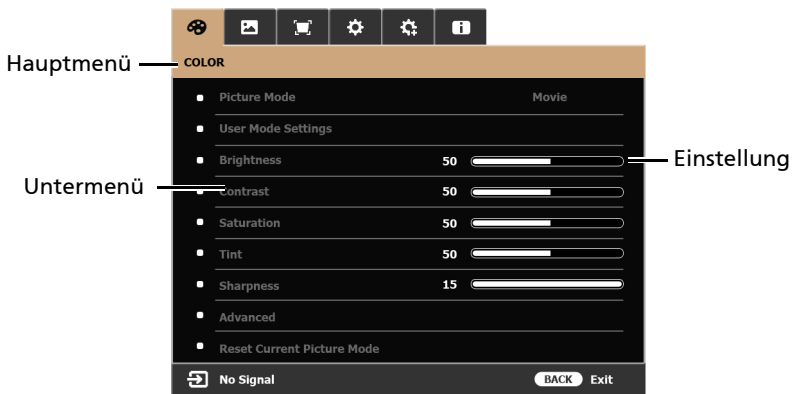 Hauptmenü
COLOR
Picture Mode Movie
User Mode Settings
Brightness 50
Einstellung
Untermenü
Contrast 50
Saturation 50
Tint 50
Sharpness 15
Advanced
Reset Current Picture Mode
No Signal BACK Exit